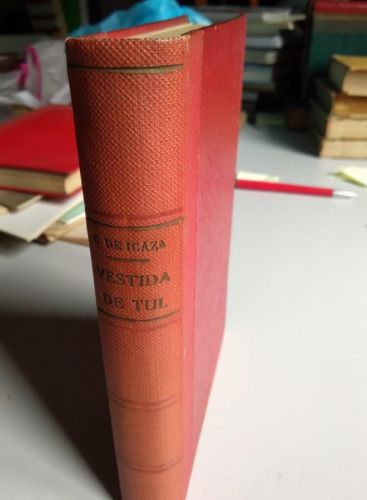 C. DE ICAZA
VESTIDA
DE TUL